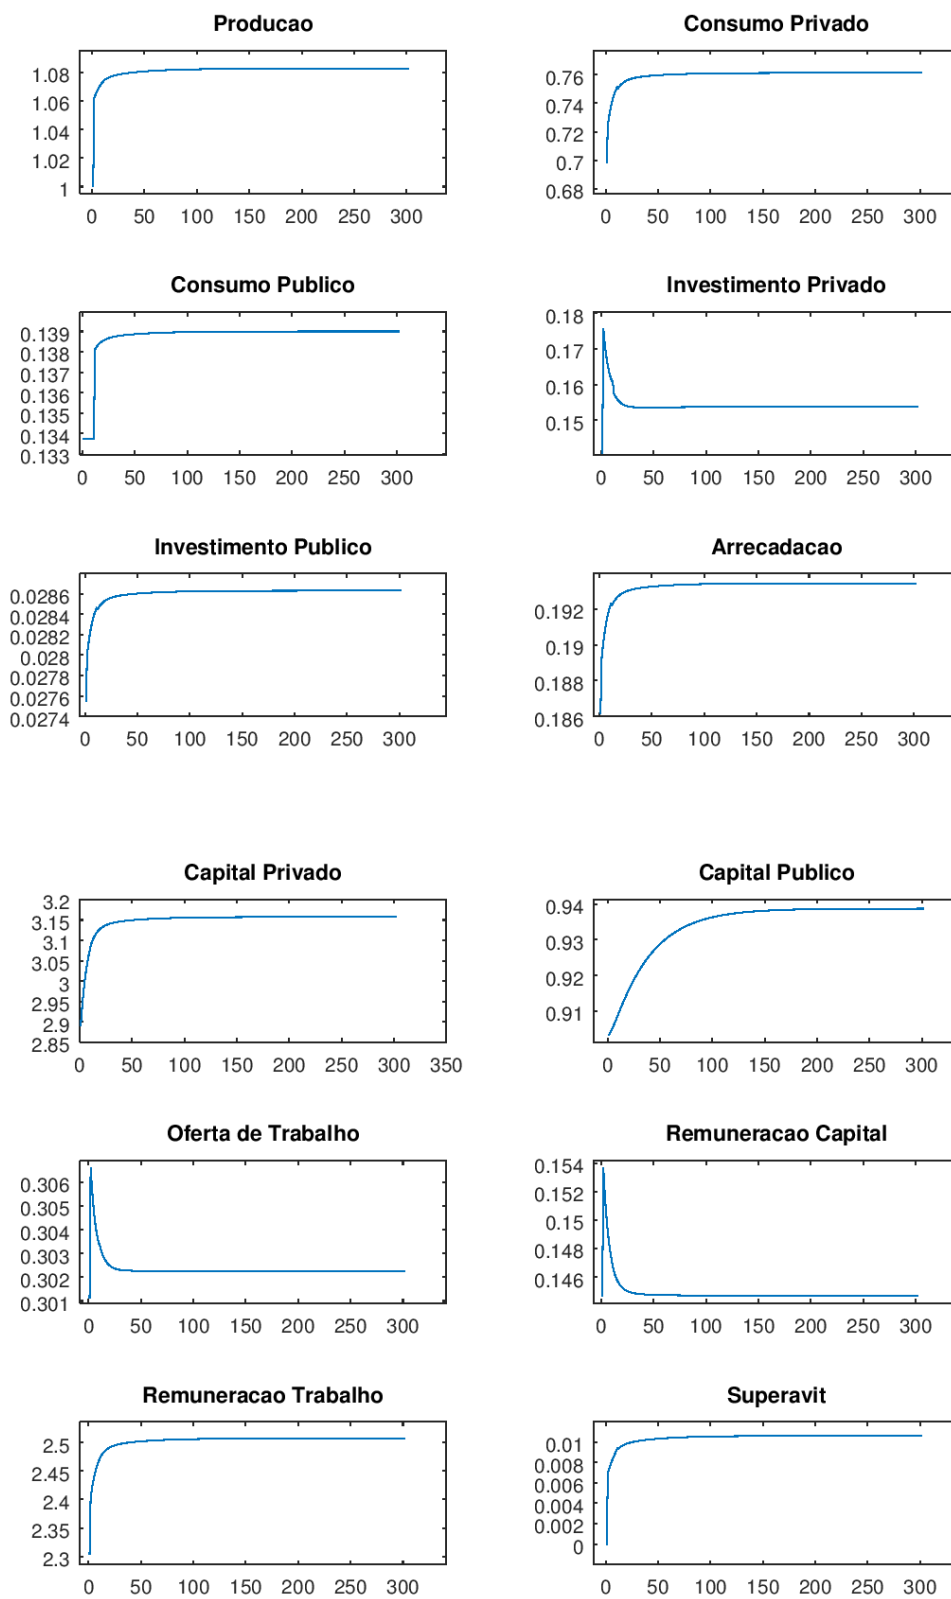 Producao
1.08
1.06
1.04
1.02
1
0 50 100 150 200 250 300
Consumo Privado
0.76
0.74
0.72
0.7
0.68
0 50 100 150 200 250 300
Consumo Publico
0.139
0.138
0.137
0.136
0.135
0.134
0.133
0 50 100 150 200 250 300
Investimento Privado
0.18
0.17
0.16
0.15
0 50 100 150 200 250 300
Investimento Publico
0.0286
0.0284
0.0282
0.028
0.0278
0.0276
0.0274
0 50 100 150 200 250 300
Arrecadacao
0.192
0.19
0.188
0.186
0 50 100 150 200 250 300
Capital Privado
3.2
3.15
3.1
3.05
3
2.95
2.9
2.85
0 50 100 150 200 250 300 350
Capital Publico
0.94
0.93
0.92
0.91
0 50 100 150 200 250 300
Oferta de Trabalho
0.306
0.305
0.304
0.303
0.302
0.301
0 50 100 150 200 250 300
Remuneracao Capital
0.154
0.152
0.15
0.148
0.146
0 50 100 150 200 250 300
Remuneracao Trabalho
2.5
2.45
2.4
2.35
2.3
0 50 100 150 200 250 300
Superavit
0.01
0.008
0.006
0.004
0.002
0
0 50 100 150 200 250 300